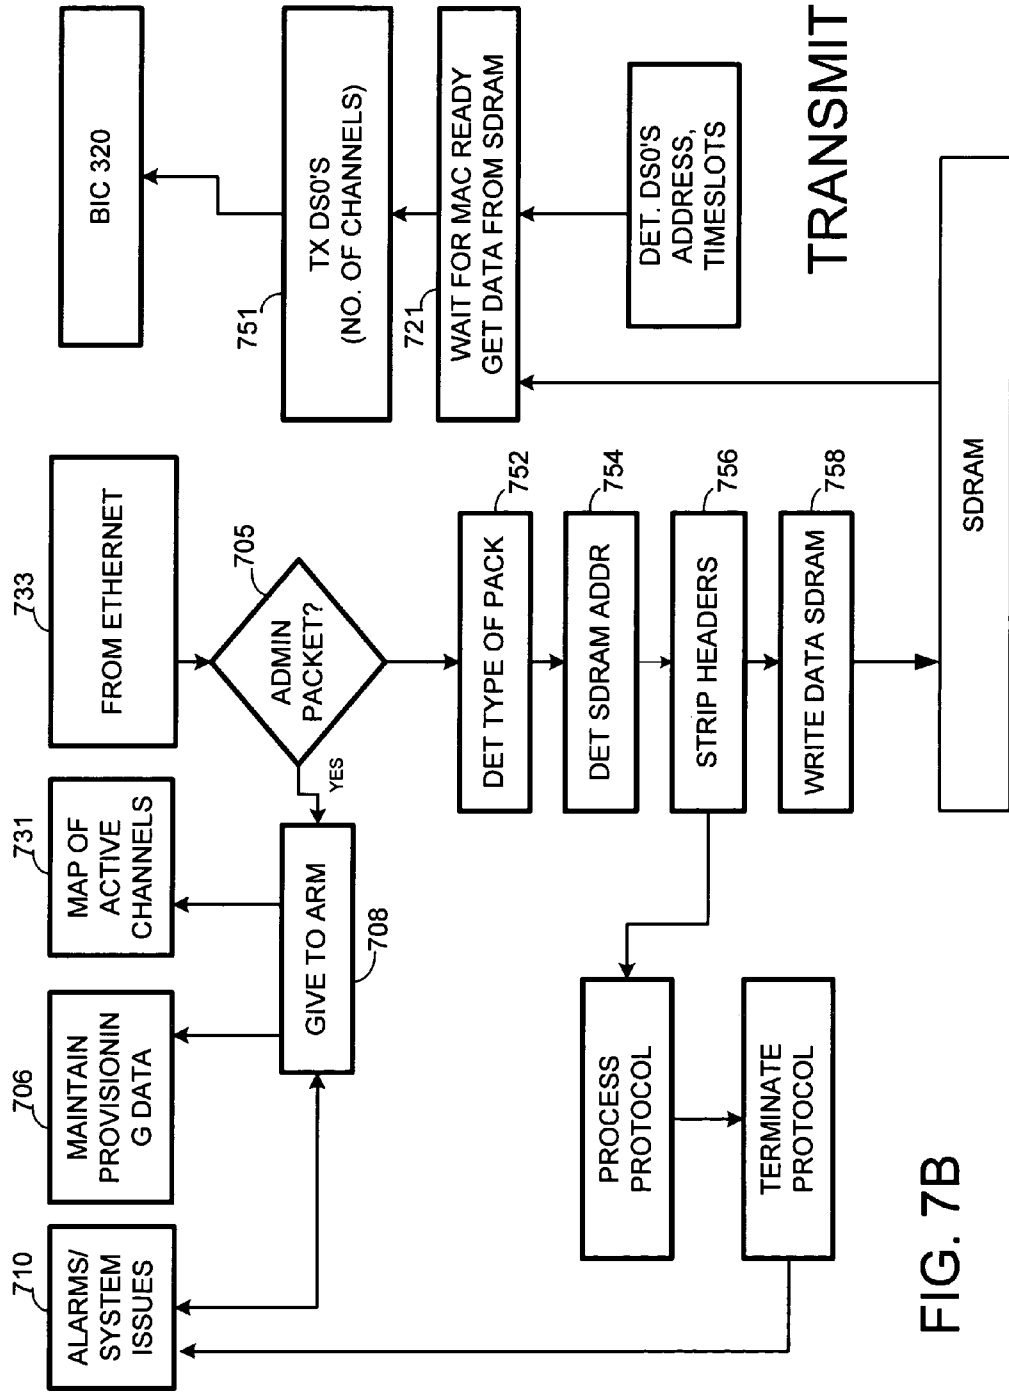 710
ALARMS/
SYSTEM
ISSUES
706
MAINTAIN
PROVISIONIN
G DATA
731
MAP OF
ACTIVE
CHANNELS
733
FROM ETHERNET
BIC 320
705
ADMIN
PACKET?
YES
GIVE TO ARM
708
751
TX DS0'S
(NO. OF CHANNELS)
721
WAIT FOR MAC READY
GET DATA FROM SDRAM
DET. DS0'S
ADDRESS,
TIMESLOTS
TRANSMIT
752
DET TYPE OF PACK
754
DET SDRAM ADDR
756
STRIP HEADERS
758
WRITE DATA SDRAM
PROCESS
PROTOCOL
TERMINATE
PROTOCOL
SDRAM
FIG. 7B